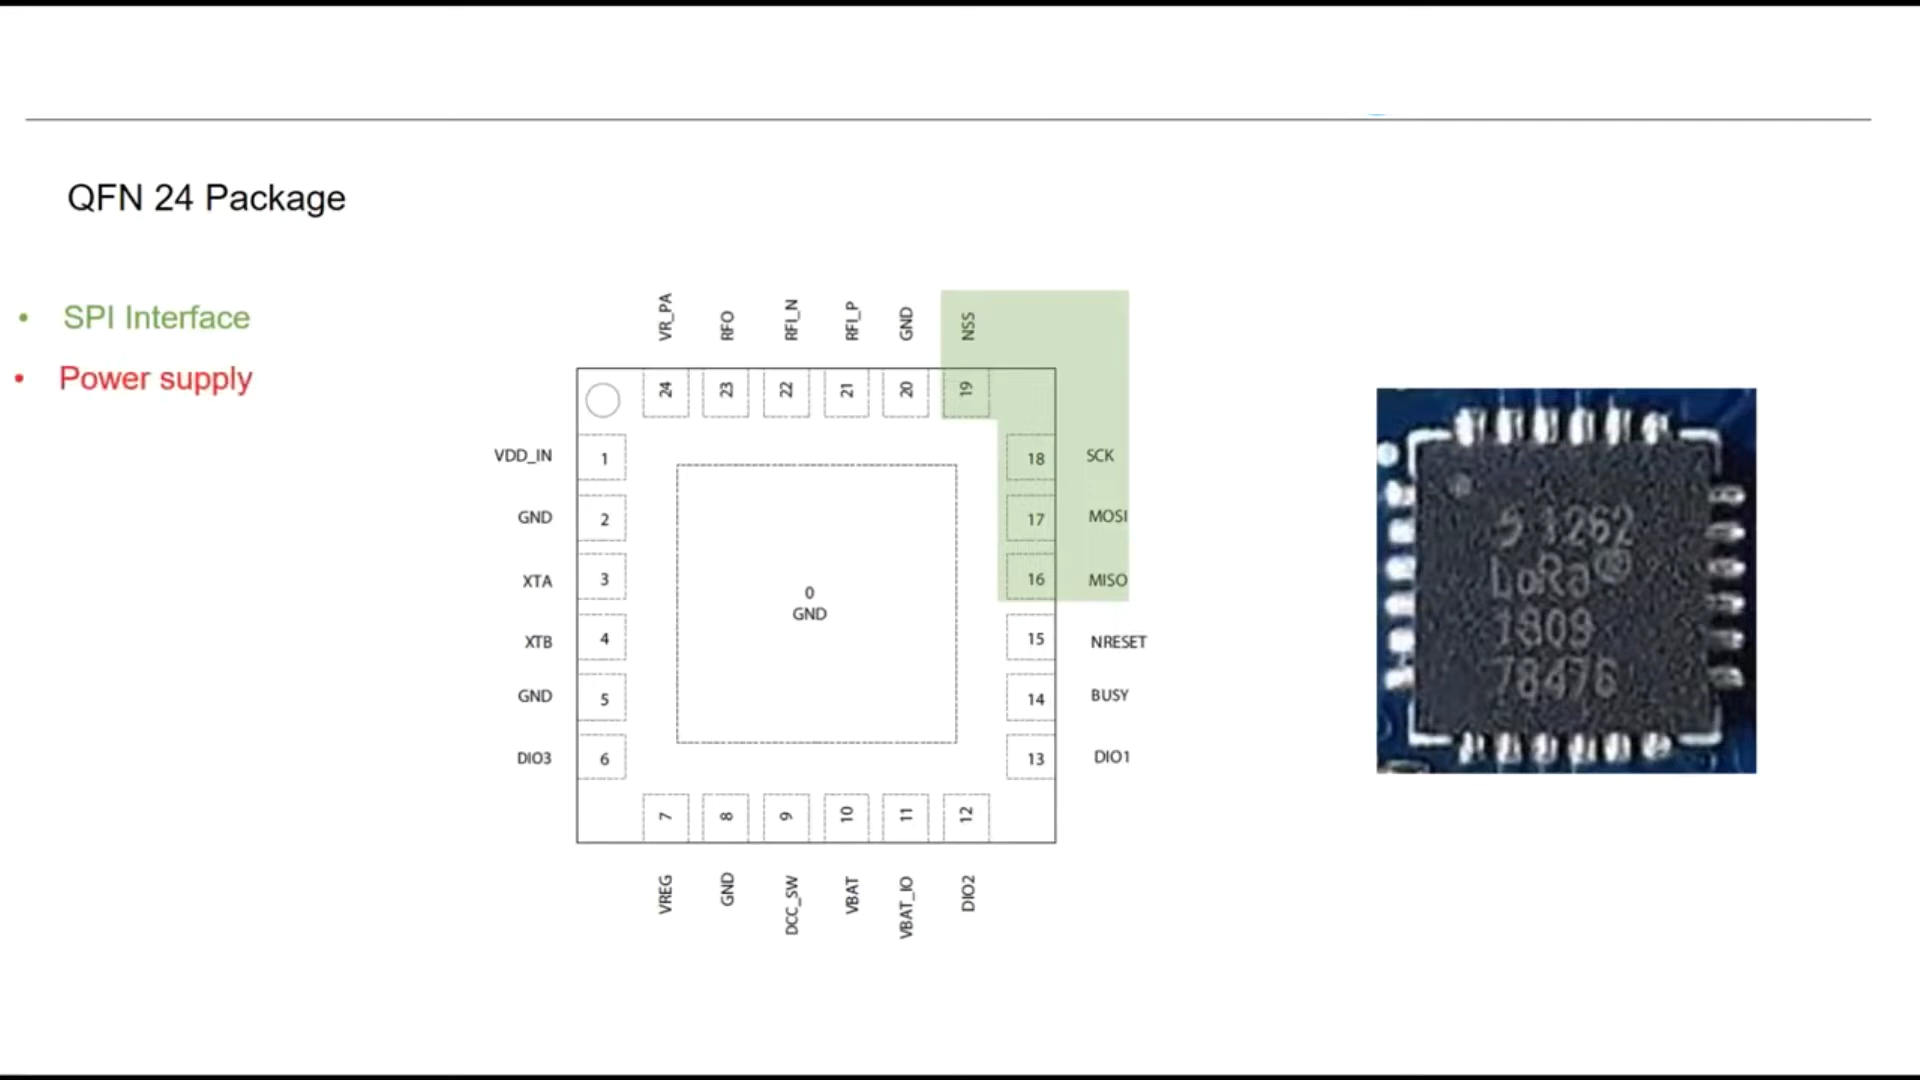 QFN 24 Package
• SPI Interface
• Power supply
VR_PA RFO RFI_N RFI_P GND NSS
24 23 22 21 20 19
VDD_IN 1 18 SCK
GND 2 17 MOSI
XTA 3 16 MISO
0
GND
XTB 4 15 NRESET
GND 5 14 BUSY
DIO3 6 13 DIO1
7 8 9 10 11 12
VREG GND DCC_SW VBAT VBAT_IO DIO2
1262
LoRa®
1809
78476